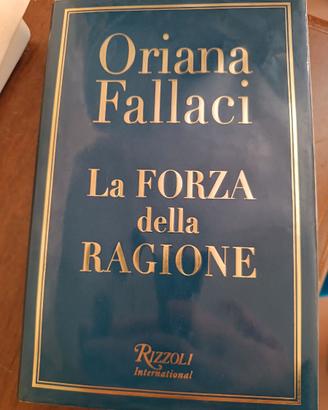 Oriana
Fallaci
La FORZA
della
RAGIONE
RIZZOLI
International